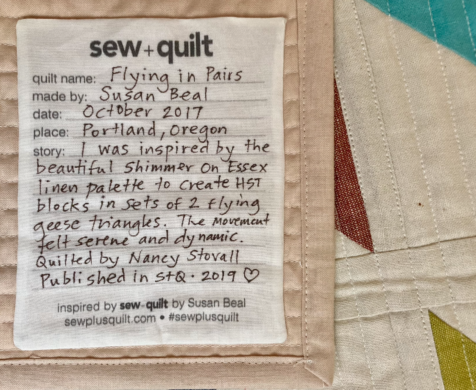 sew+quilt
quilt name: Flying in Pairs
made by: Susan Beal
date: October 2017
place: Portland, Oregon
story: I was inspired by the
beautiful Shimmer On Essex
linen palette to create HST
blocks in sets of 2 flying
geese triangles. The movement
felt serene and dynamic.
Quilted by Nancy Stovall
Published in StQ · 2019 ♡
inspired by sew+quilt by Susan Beal
sewplusquilt.com • #sewplusquilt